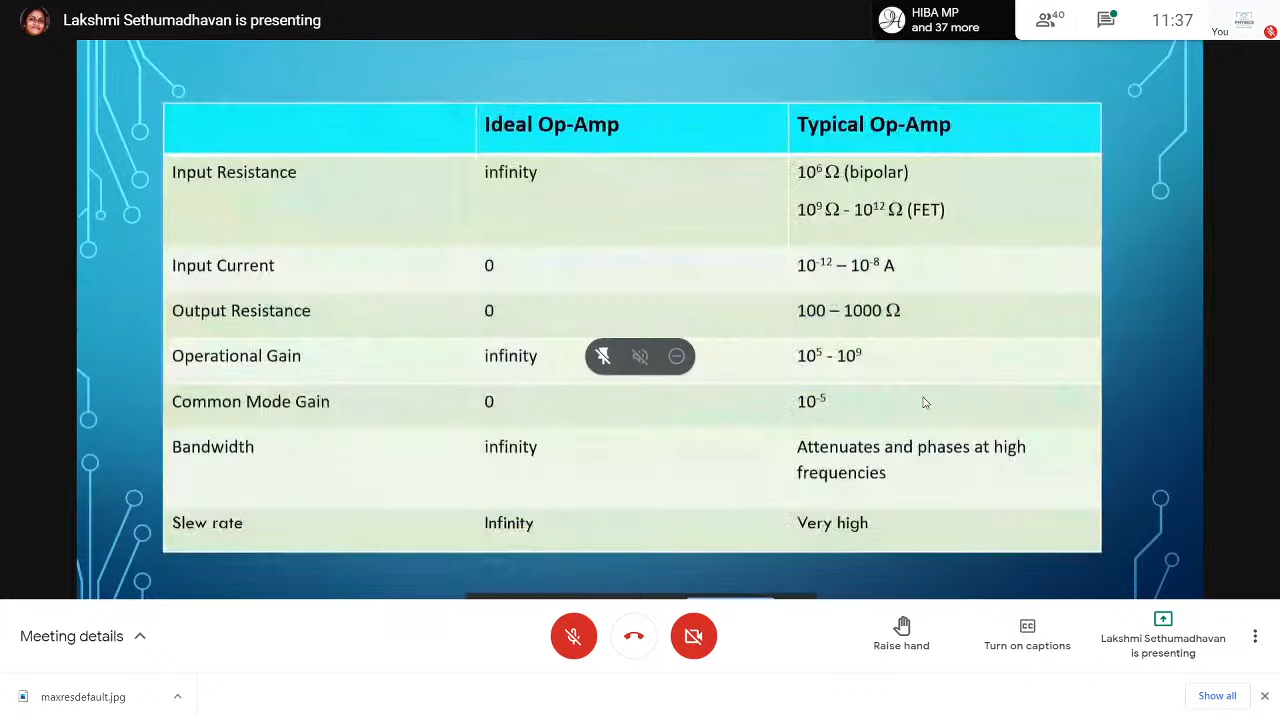 Lakshmi Sethumadhavan is presenting
HIBA MP
and 37 more
40
11:37
You
PHYSICS
Ideal Op-Amp
Typical Op-Amp
Input Resistance
infinity
10⁶ Ω (bipolar)
10⁹ Ω - 10¹² Ω (FET)
Input Current
0
10⁻¹² – 10⁻⁸ A
Output Resistance
0
100 – 1000 Ω
Operational Gain
infinity
10⁵ - 10⁹
Common Mode Gain
0
10⁻⁵
Bandwidth
infinity
Attenuates and phases at high
frequencies
Slew rate
Infinity
Very high
Meeting details
Raise hand
CC
Turn on captions
Lakshmi Sethumadhavan
is presenting
maxresdefault.jpg
Show all